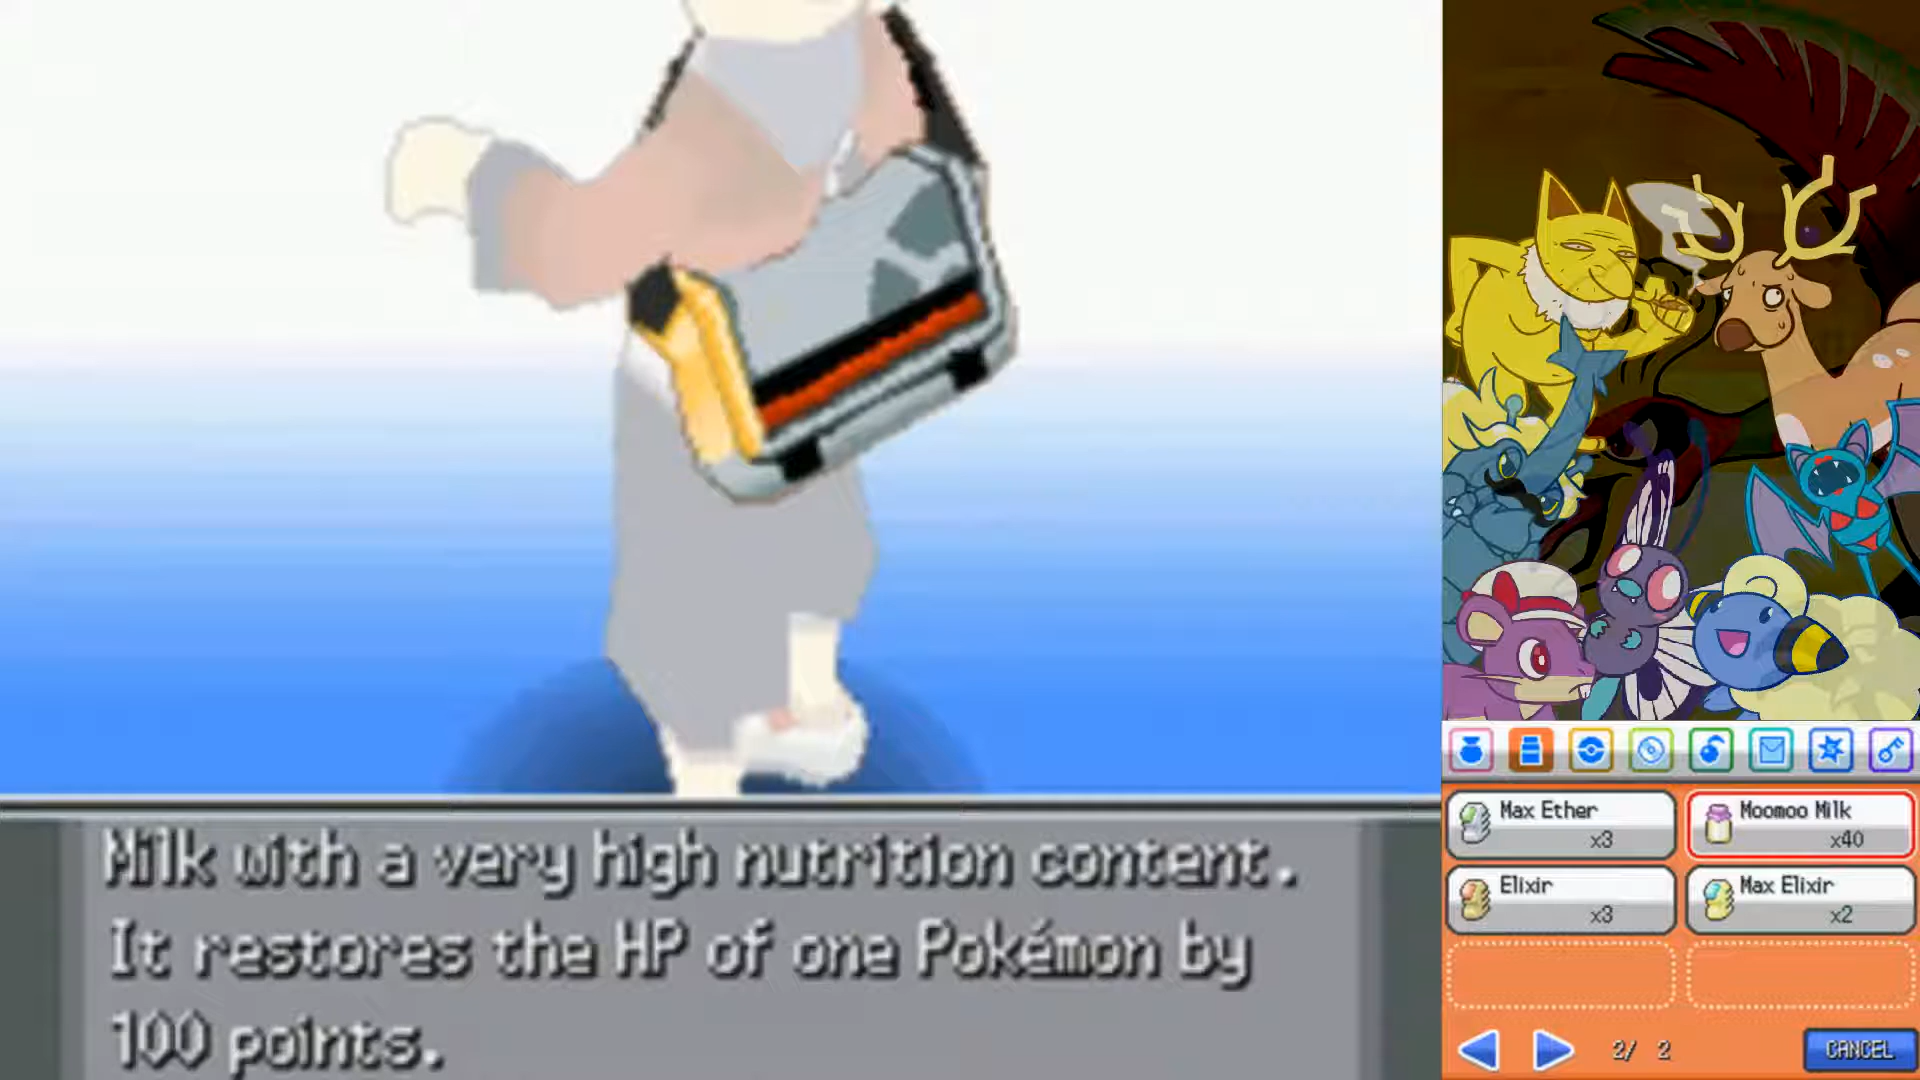 Milk with a very high nutrition content.
It restores the HP of one Pokémon by
100 points.
Max Ether
x3
Moomoo Milk
x40
Elixir
x3
Max Elixir
x2
2/ 2
CANCEL